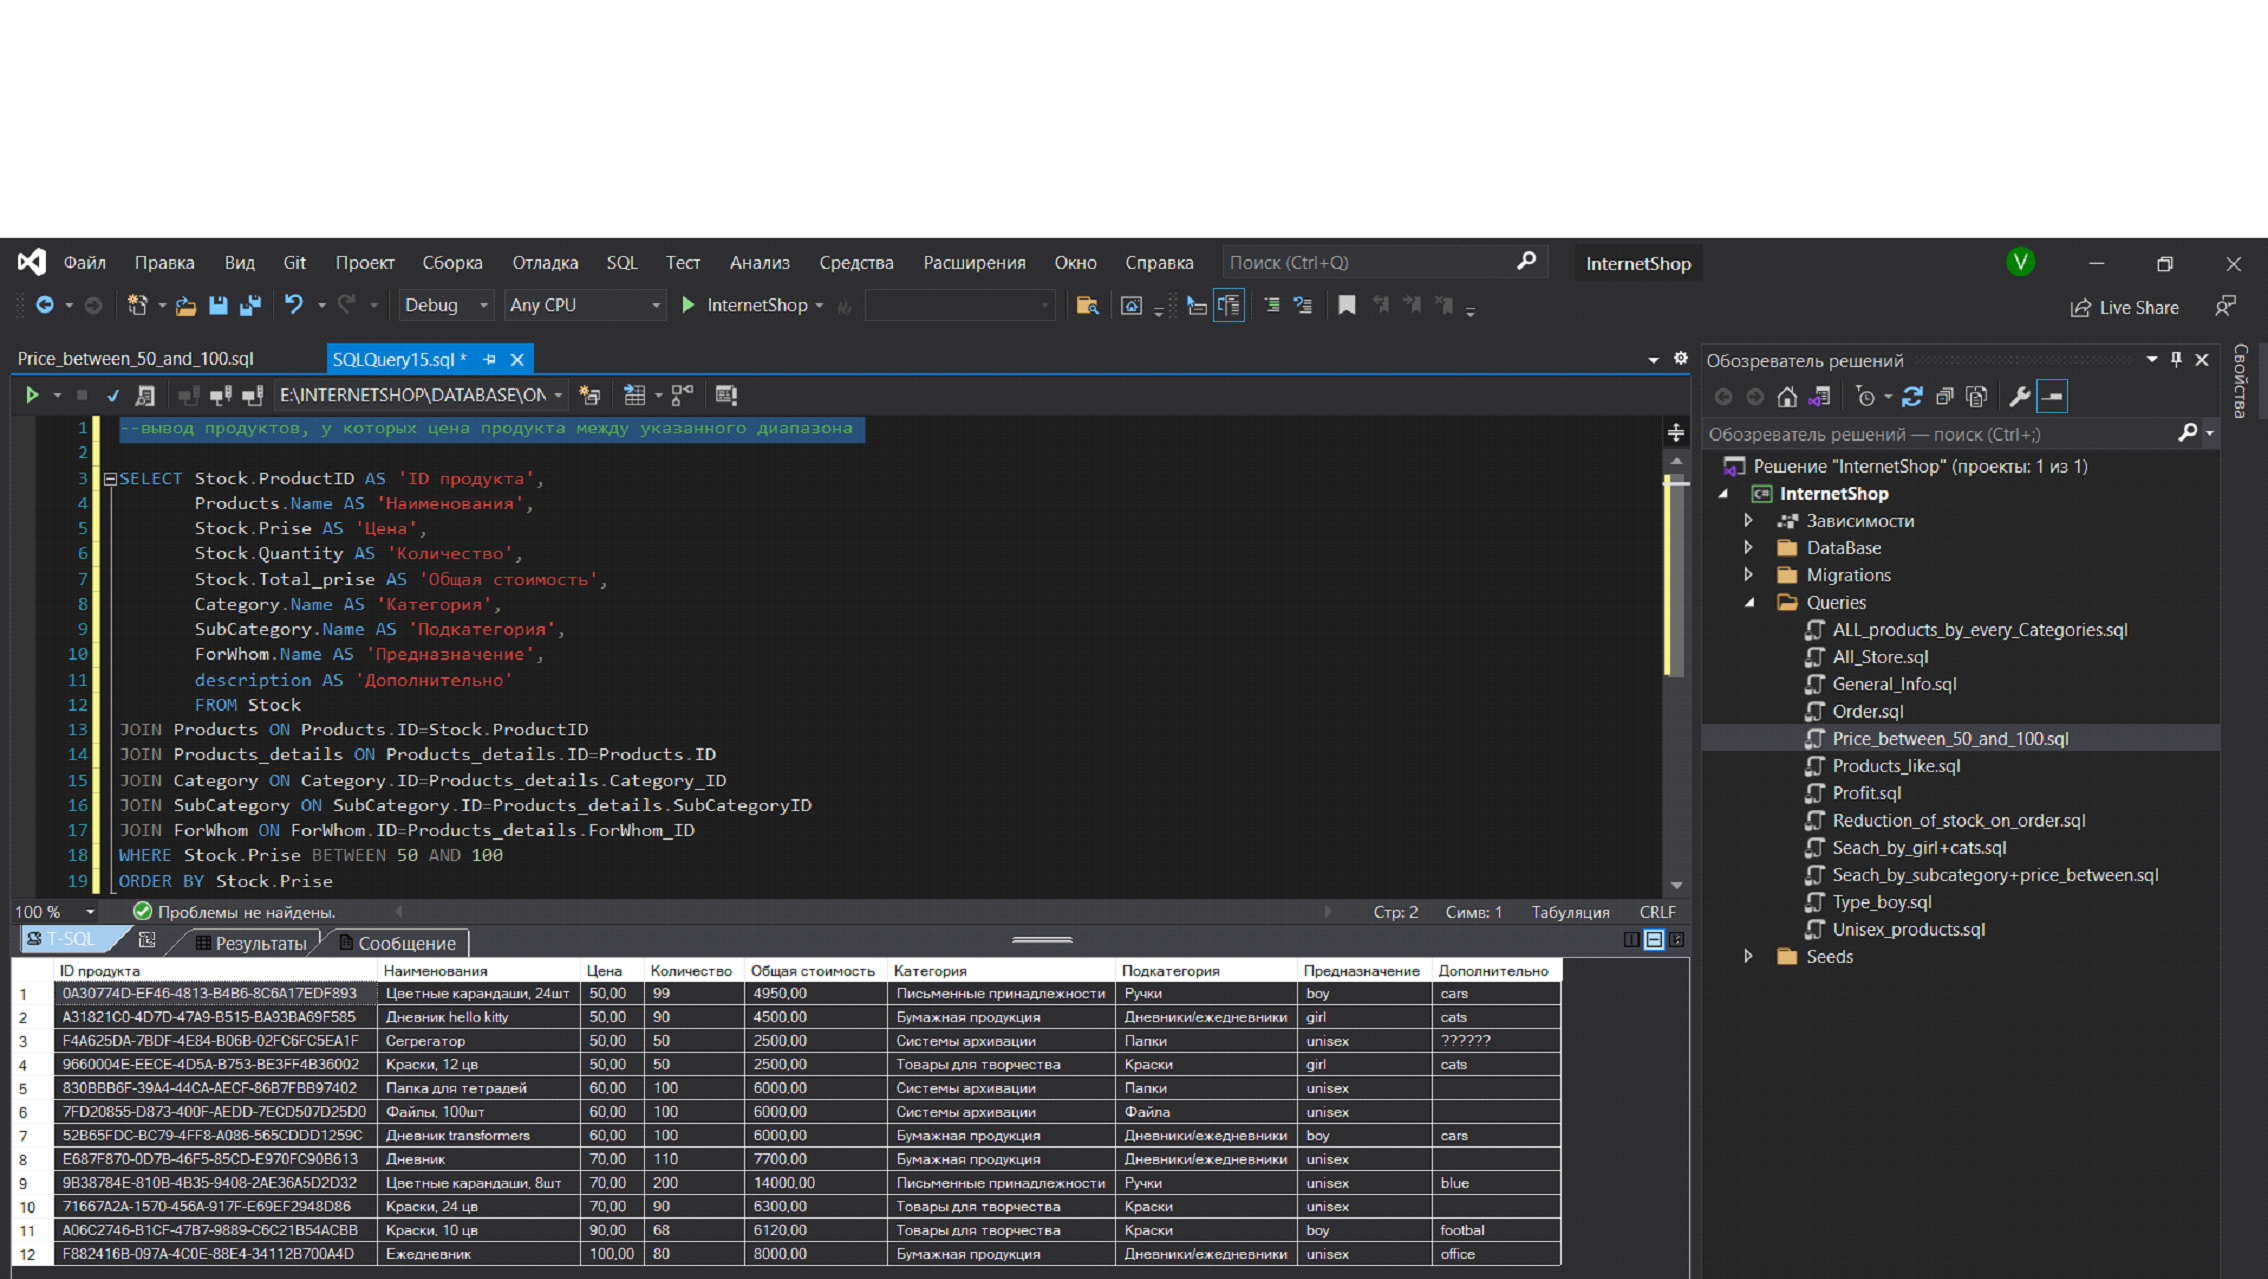 Файл Правка Вид Git Проект Сборка Отладка SQL Тест Анализ Средства Расширения Окно Справка Поиск (Ctrl+Q) InternetShop V
Debug Any CPU InternetShop Live Share
Price_between_50_and_100.sql SQLQuery15.sql *
E:\INTERNETSHOP\DATABASE\ON
1 --вывод продуктов, у которых цена продукта между указанного диапазона
2
3 SELECT Stock.ProductID AS 'ID продукта',
4 Products.Name AS 'Наименования',
5 Stock.Prise AS 'Цена',
6 Stock.Quantity AS 'Количество',
7 Stock.Total_prise AS 'Общая стоимость',
8 Category.Name AS 'Категория',
9 SubCategory.Name AS 'Подкатегория',
10 ForWhom.Name AS 'Предназначение',
11 description AS 'Дополнительно'
12 FROM Stock
13 JOIN Products ON Products.ID=Stock.ProductID
14 JOIN Products_details ON Products_details.ID=Products.ID
15 JOIN Category ON Category.ID=Products_details.Category_ID
16 JOIN SubCategory ON SubCategory.ID=Products_details.SubCategoryID
17 JOIN ForWhom ON ForWhom.ID=Products_details.ForWhom_ID
18 WHERE Stock.Prise BETWEEN 50 AND 100
19 ORDER BY Stock.Prise
100 % Проблемы не найдены. Стр: 2 Симв: 1 Табуляция CRLF
T-SQL Результаты Сообщение
ID продукта Наименования Цена Количество Общая стоимость Категория Подкатегория Предназначение Дополнительно
1 0A30774D-EF46-4813-B4B6-8C6A17EDF893 Цветные карандаши, 24шт 50,00 99 4950,00 Письменные принадлежности Ручки boy cars
2 A31821C0-4D7D-47A9-B515-BA93BA69F585 Дневник hello kitty 50,00 90 4500,00 Бумажная продукция Дневники/ежедневники girl cats
3 F4A625DA-7BDF-4E84-B06B-02FC6FC5EA1F Сегрегатор 50,00 50 2500,00 Системы архивации Папки unisex ??????
4 9660004E-EECE-4D5A-B753-BE3FF4B36002 Краски, 12 цв 50,00 50 2500,00 Товары для творчества Краски girl cats
5 830BBB6F-39A4-44CA-AECF-86B7FBB97402 Папка для тетрадей 60,00 100 6000,00 Системы архивации Папки unisex
6 7FD20855-D873-400F-AEDD-7ECD507D25D0 Файлы, 100шт 60,00 100 6000,00 Системы архивации Файла unisex
7 52B65FDC-BC79-4FF8-A086-565CDDD1259C Дневник transformers 60,00 100 6000,00 Бумажная продукция Дневники/ежедневники boy cars
8 E687F870-0D7B-46F5-85CD-E970FC90B613 Дневник 70,00 110 7700,00 Бумажная продукция Дневники/ежедневники unisex
9 9B38784E-810B-4B35-9408-2AE36A5D2D32 Цветные карандаши, 8шт 70,00 200 14000,00 Письменные принадлежности Ручки unisex blue
10 71667A2A-1570-456A-917F-E69EF2948D86 Краски, 24 цв 70,00 90 6300,00 Товары для творчества Краски unisex
11 A06C2746-B1CF-47B7-9889-C6C21B54ACBB Краски, 10 цв 90,00 68 6120,00 Товары для творчества Краски boy footbal
12 F882416B-097A-4C0E-88E4-34112B700A4D Ежедневник 100,00 80 8000,00 Бумажная продукция Дневники/ежедневники unisex office
Обозреватель решений
Обозреватель решений — поиск (Ctrl+;)
Решение "InternetShop" (проекты: 1 из 1)
C# InternetShop
Зависимости
DataBase
Migrations
Queries
ALL_products_by_every_Categories.sql
All_Store.sql
General_Info.sql
Order.sql
Price_between_50_and_100.sql
Products_like.sql
Profit.sql
Reduction_of_stock_on_order.sql
Seach_by_girl+cats.sql
Seach_by_subcategory+price_between.sql
Type_boy.sql
Unisex_products.sql
Seeds
Свойства